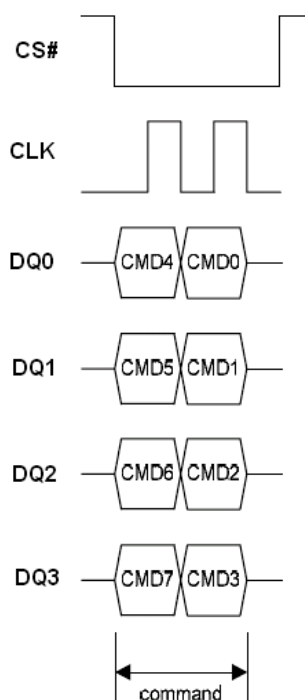 CS#
CLK
DQ0 CMD4 CMD0
DQ1 CMD5 CMD1
DQ2 CMD6 CMD2
DQ3 CMD7 CMD3
command